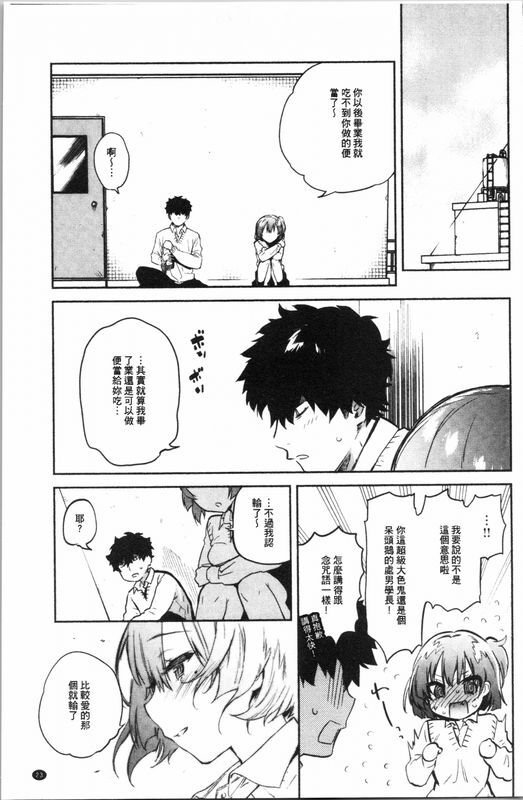 你以後畢業我就
吃不到你做的便
當了～
啊～…
ボソ
ボソ
…其實就算我畢
了業還是可以做
便當給妳吃…
…!!
我要說的不是
這個意思啦
你這超級大色鬼還是個
呆頭鵝的處男學長！
怎麼講得跟
念咒語一樣！
真抱歉
講得太快！
…不過我認
輸了～
耶？
比較愛的那
個就輸了
23